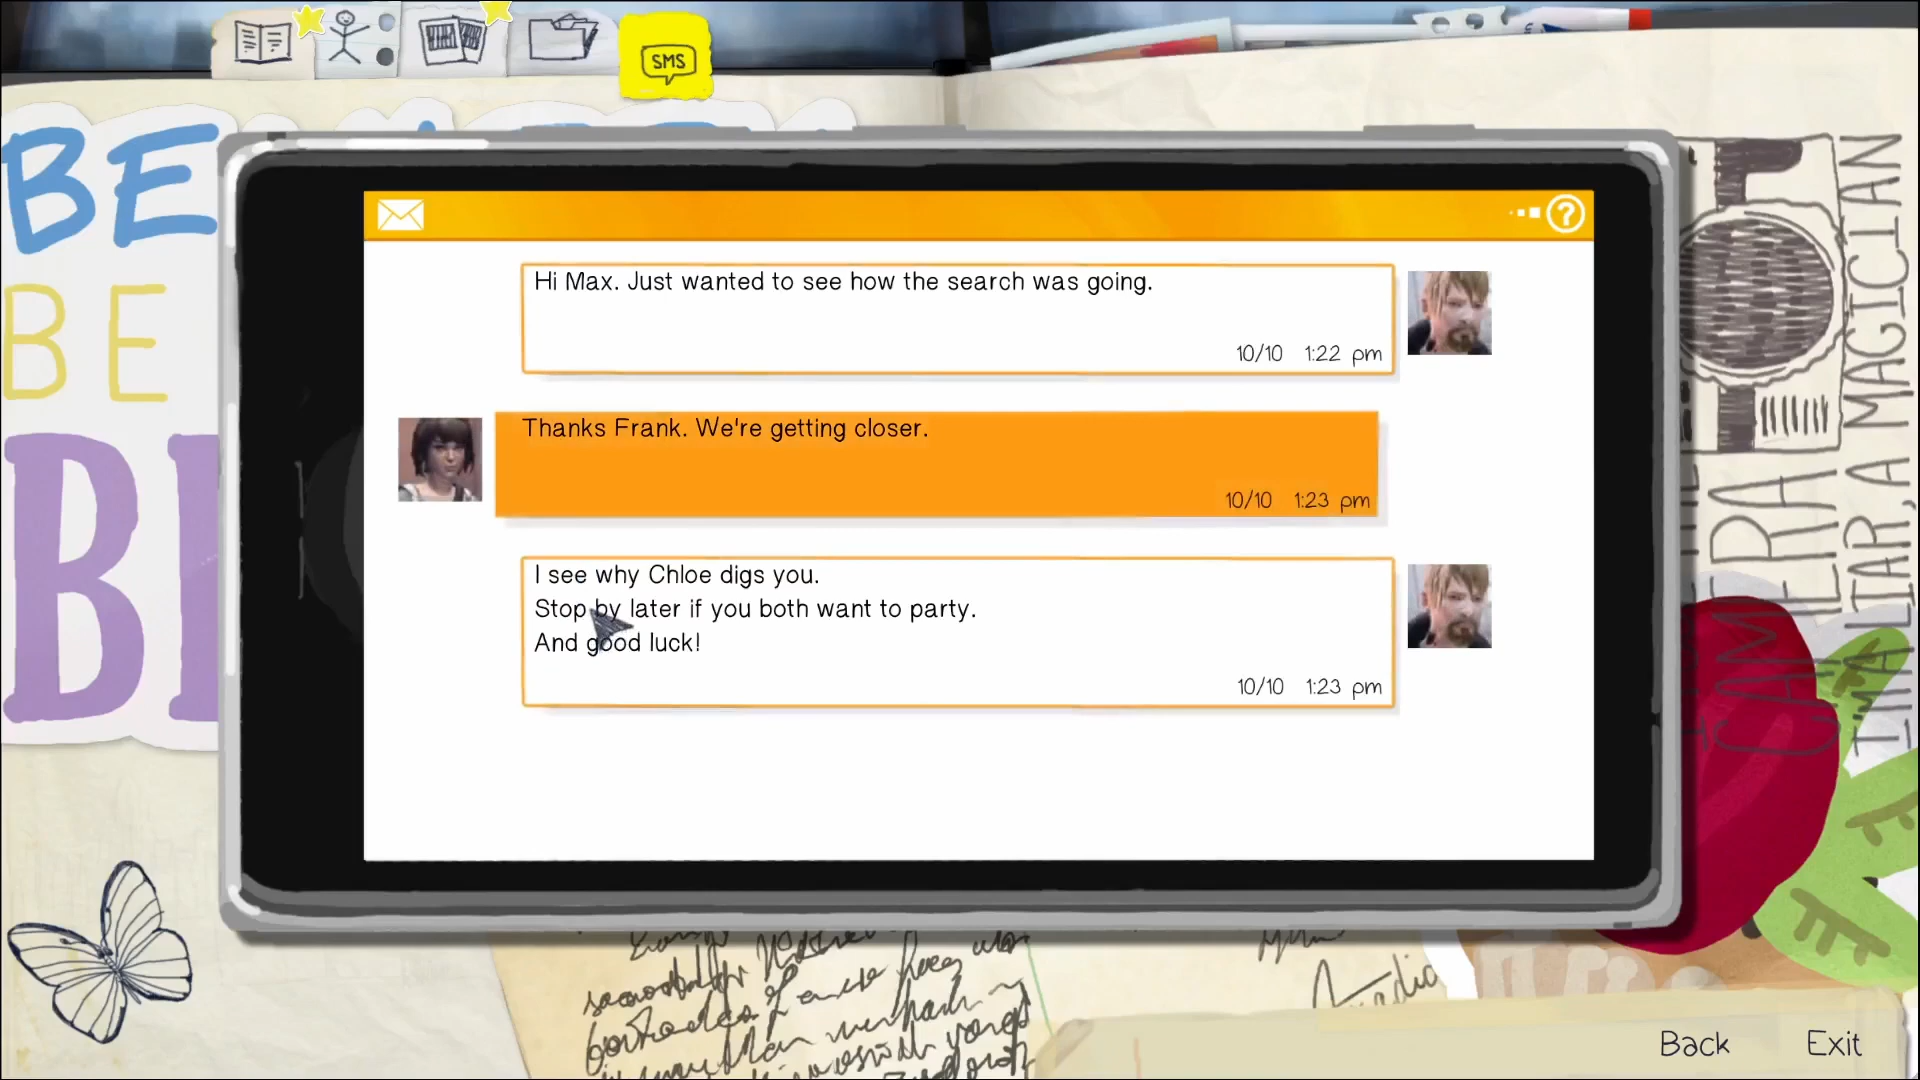 SMS
BE
BE
Hi Max. Just wanted to see how the search was going.
10/10 1:22 pm
Thanks Frank. We're getting closer.
10/10 1:23 pm
I see why Chloe digs you.
Stop by later if you both want to party.
And good luck!
10/10 1:23 pm
CAMERA
LIAR, A MAGICIAN
Back
Exit